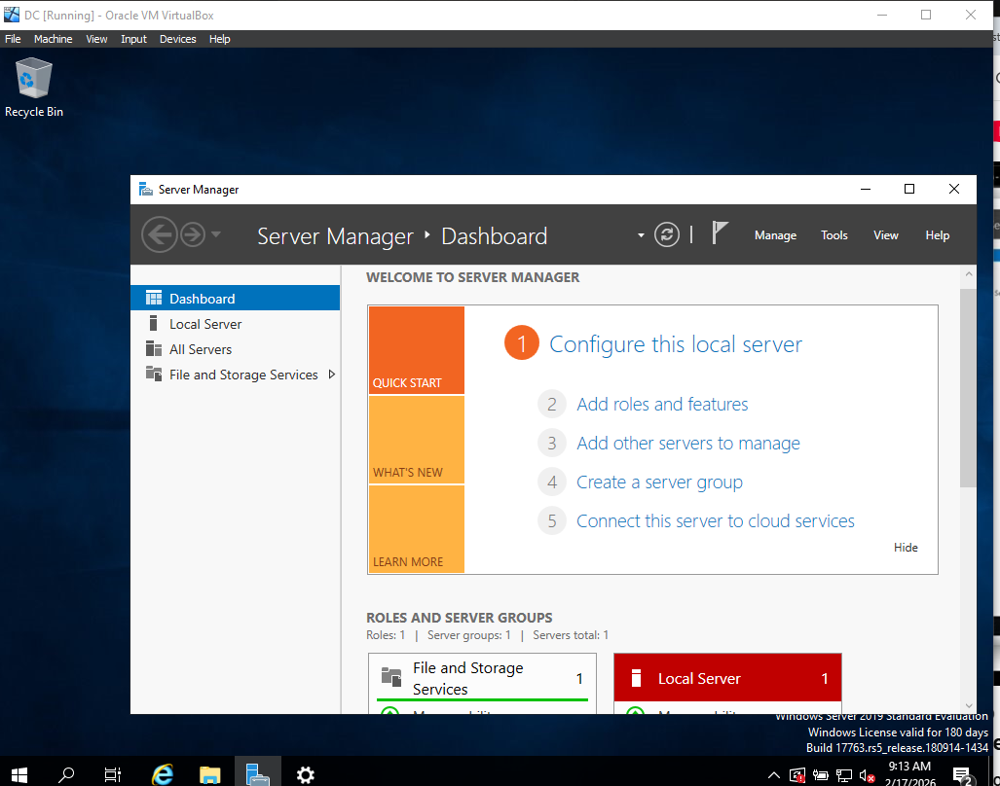 DC [Running] - Oracle VM VirtualBox
File Machine View Input Devices Help
Recycle Bin
Server Manager
Server Manager Dashboard
Manage Tools View Help
Dashboard
Local Server
All Servers
File and Storage Services
WELCOME TO SERVER MANAGER
QUICK START
WHAT'S NEW
LEARN MORE
1 Configure this local server
2 Add roles and features
3 Add other servers to manage
4 Create a server group
5 Connect this server to cloud services
Hide
ROLES AND SERVER GROUPS
Roles: 1 | Server groups: 1 | Servers total: 1
File and Storage
Services
1
Local Server 1
Windows Server 2019 Standard Evaluation
Windows License valid for 180 days
Build 17763.rs5_release.180914-1434
9:13 AM
2/17/2026
2